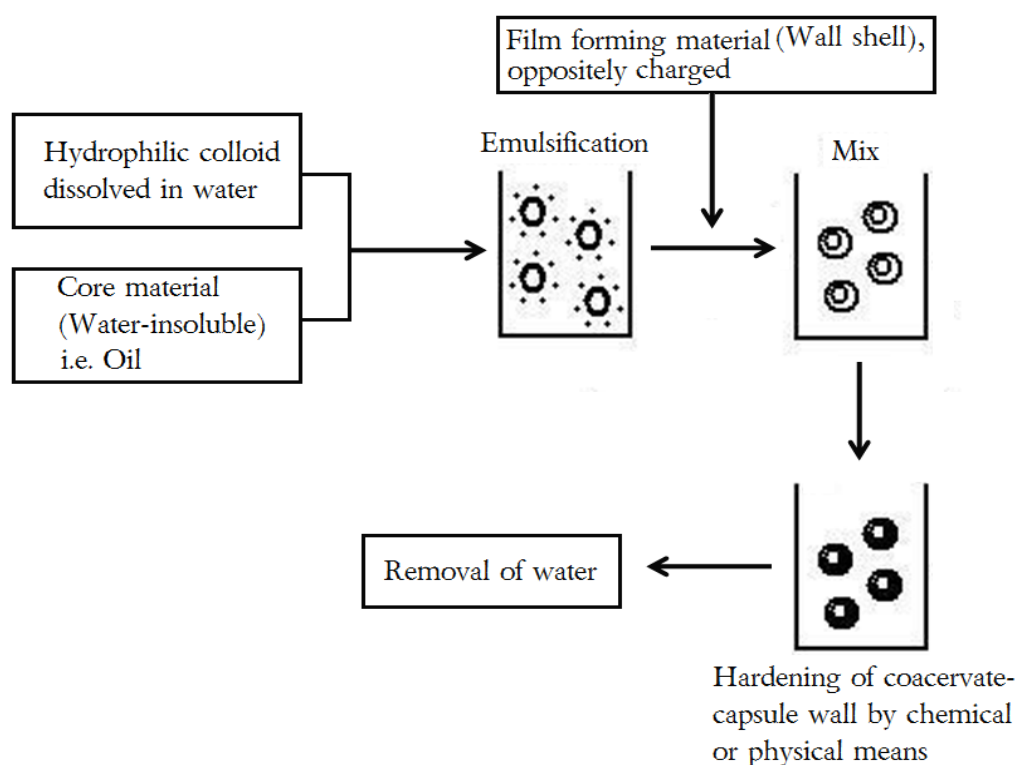 Film forming material (Wall shell),
oppositely charged
Hydrophilic colloid
dissolved in water
Emulsification
Mix
Core material
(Water-insoluble)
i.e. Oil
Removal of water
Hardening of coacervate-
capsule wall by chemical
or physical means